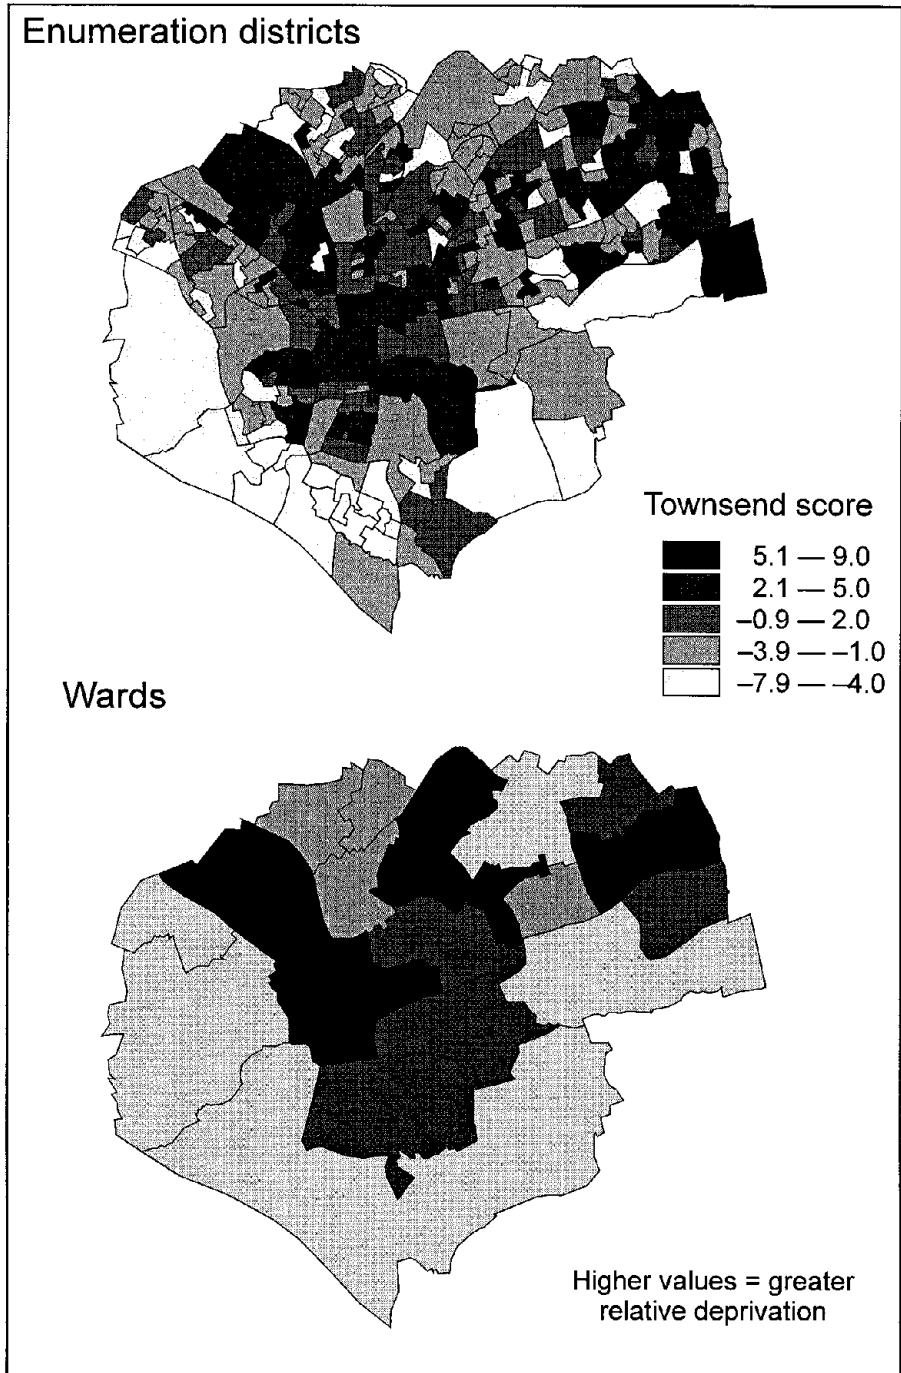 Enumeration districts
Townsend score
5.1 — 9.0
2.1 — 5.0
–0.9 — 2.0
–3.9 — –1.0
–7.9 — –4.0
Wards
Higher values = greater
relative deprivation